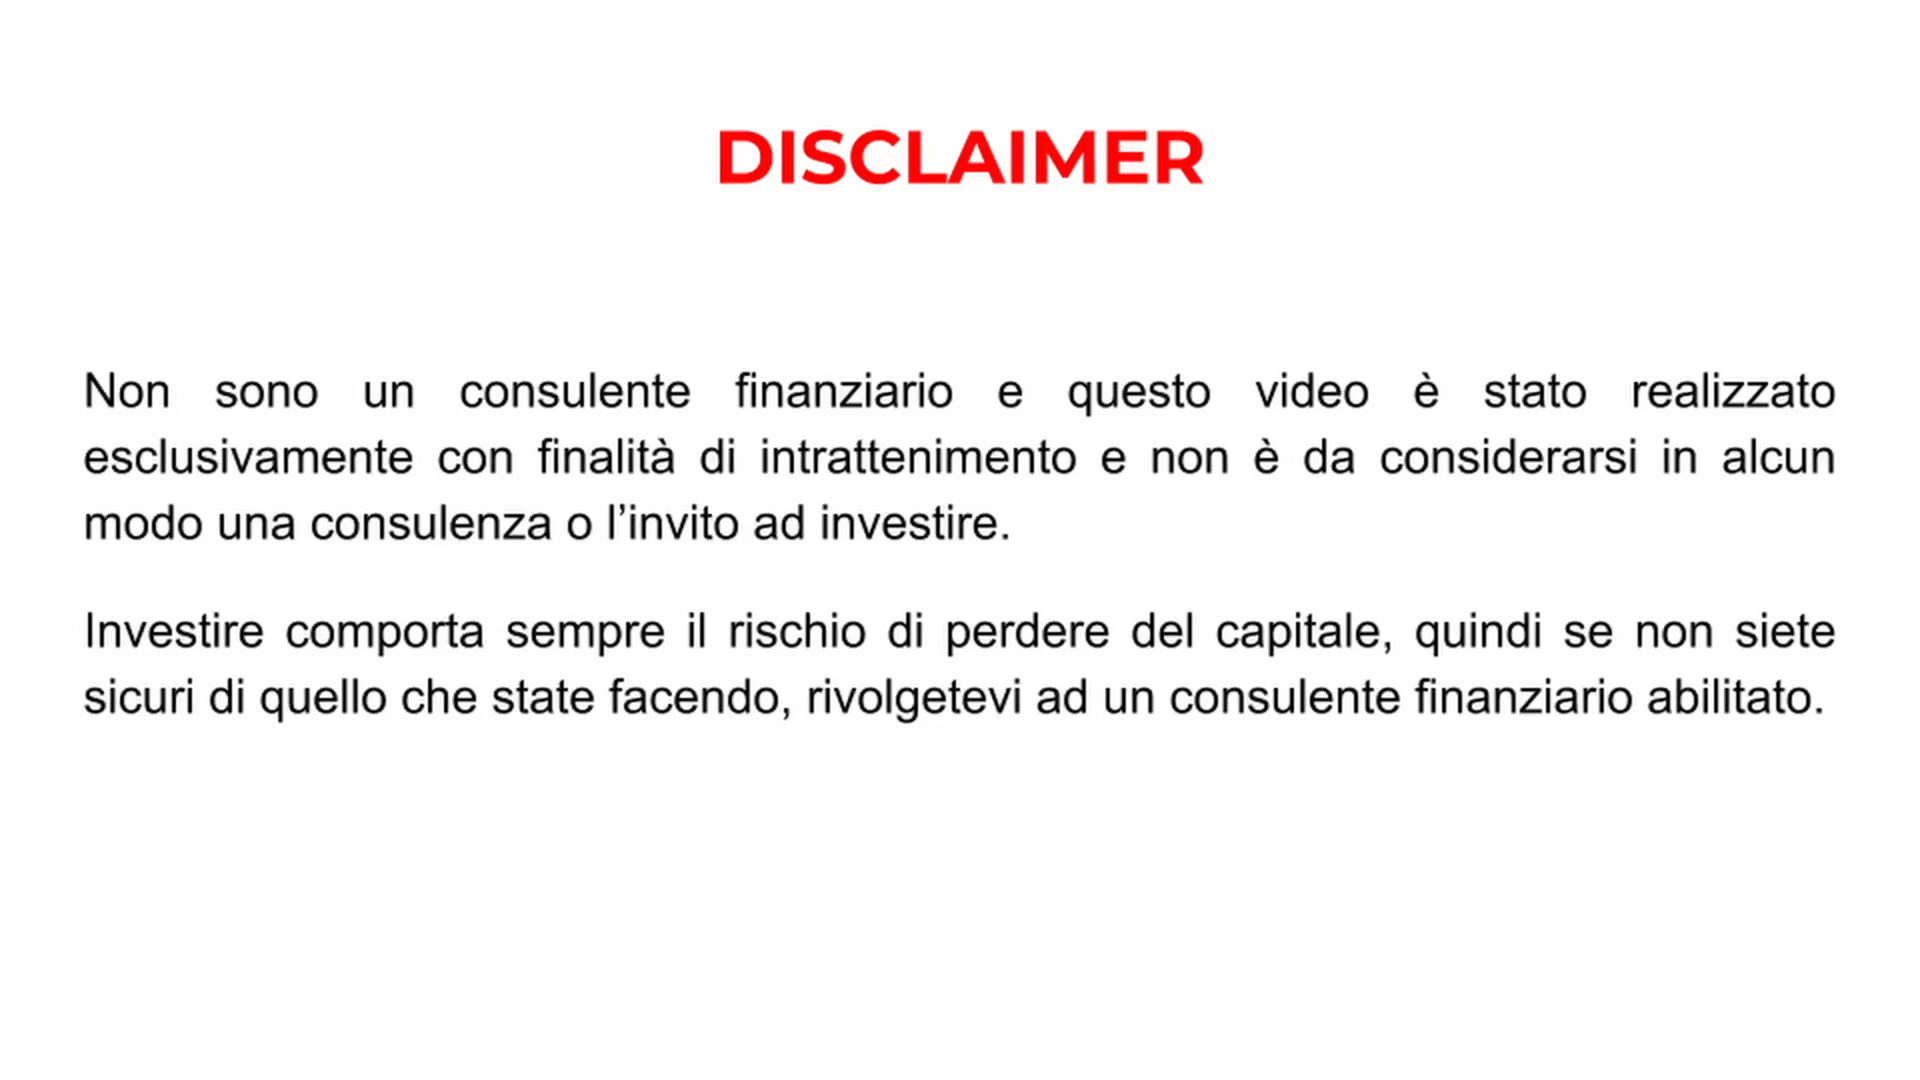 DISCLAIMER
Non sono un consulente finanziario e questo video è stato realizzato
esclusivamente con finalità di intrattenimento e non è da considerarsi in alcun
modo una consulenza o l’invito ad investire.
Investire comporta sempre il rischio di perdere del capitale, quindi se non siete
sicuri di quello che state facendo, rivolgetevi ad un consulente finanziario abilitato.